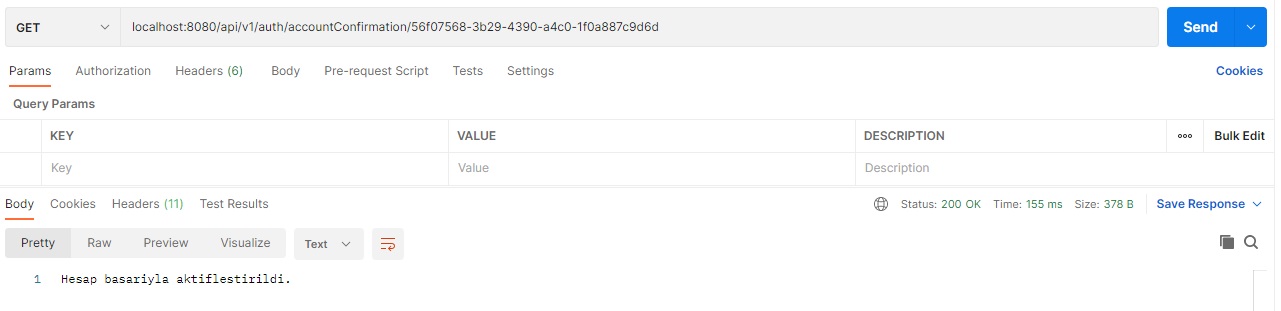 GET localhost:8080/api/v1/auth/accountConfirmation/56f07568-3b29-4390-a4c0-1f0a887c9d6d Send
Params Authorization Headers (6) Body Pre-request Script Tests Settings Cookies
Query Params
KEY VALUE DESCRIPTION Bulk Edit
Key Value Description
Body Cookies Headers (11) Test Results Status: 200 OK Time: 155 ms Size: 378 B Save Response
Pretty Raw Preview Visualize Text
1 Hesap basariyla aktiflestirildi.